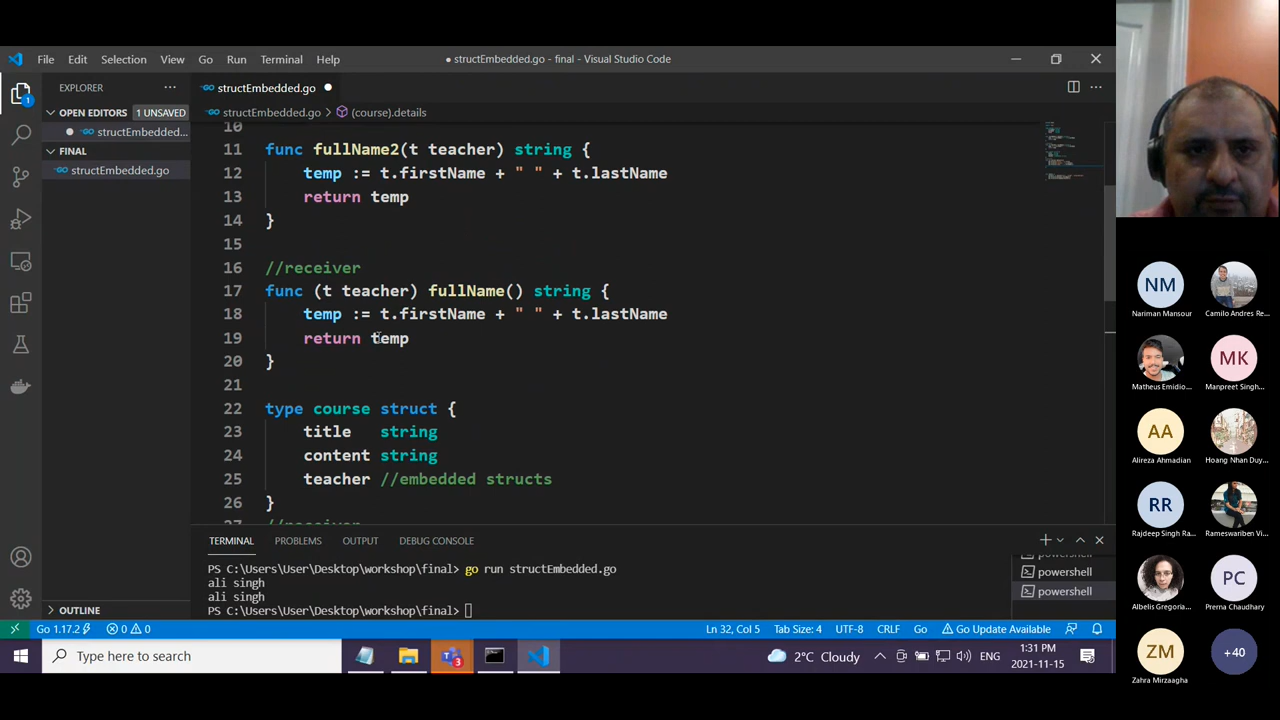 File Edit Selection View Go Run Terminal Help
● structEmbedded.go - final - Visual Studio Code
EXPLORER ···
structEmbedded.go ●
OPEN EDITORS 1 UNSAVED
structEmbedded.go > (course).details
● structEmbedded...
FINAL
structEmbedded.go
10
11 func fullName2(t teacher) string {
12 temp := t.firstName + " " + t.lastName
13 return temp
14 }
15
16 //receiver
17 func (t teacher) fullName() string {
18 temp := t.firstName + " " + t.lastName
19 return temp
20 }
21
22 type course struct {
23 title string
24 content string
25 teacher //embedded structs
26 }
27 //receiver
TERMINAL PROBLEMS OUTPUT DEBUG CONSOLE
PS C:\Users\User\Desktop\workshop\final> go run structEmbedded.go
ali singh
ali singh
PS C:\Users\User\Desktop\workshop\final>
powershell
powershell
powershell
OUTLINE
1
Go 1.17.2 0 0 Ln 32, Col 5 Tab Size: 4 UTF-8 CRLF Go Go Update Available
Type here to search
3
2°C Cloudy
ENG
1:31 PM
2021-11-15
NM
Nariman Mansour
Camilo Andres Re...
Matheus Emidio...
MK
Manpreet Singh...
AA
Alireza Ahmadian
Hoang Nhan Duy...
RR
Rajdeep Singh Ra...
Rameswariben Vi...
Albelis Gregoria...
PC
Prerna Chaudhary
ZM
Zahra Mirzaagha
+40